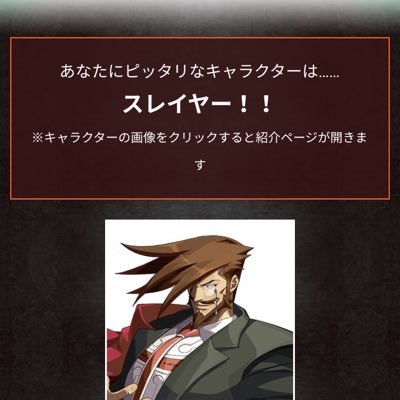 あなたにピッタリなキャラクターは……
スレイヤー！！
※キャラクターの画像をクリックすると紹介ページが開きま
す